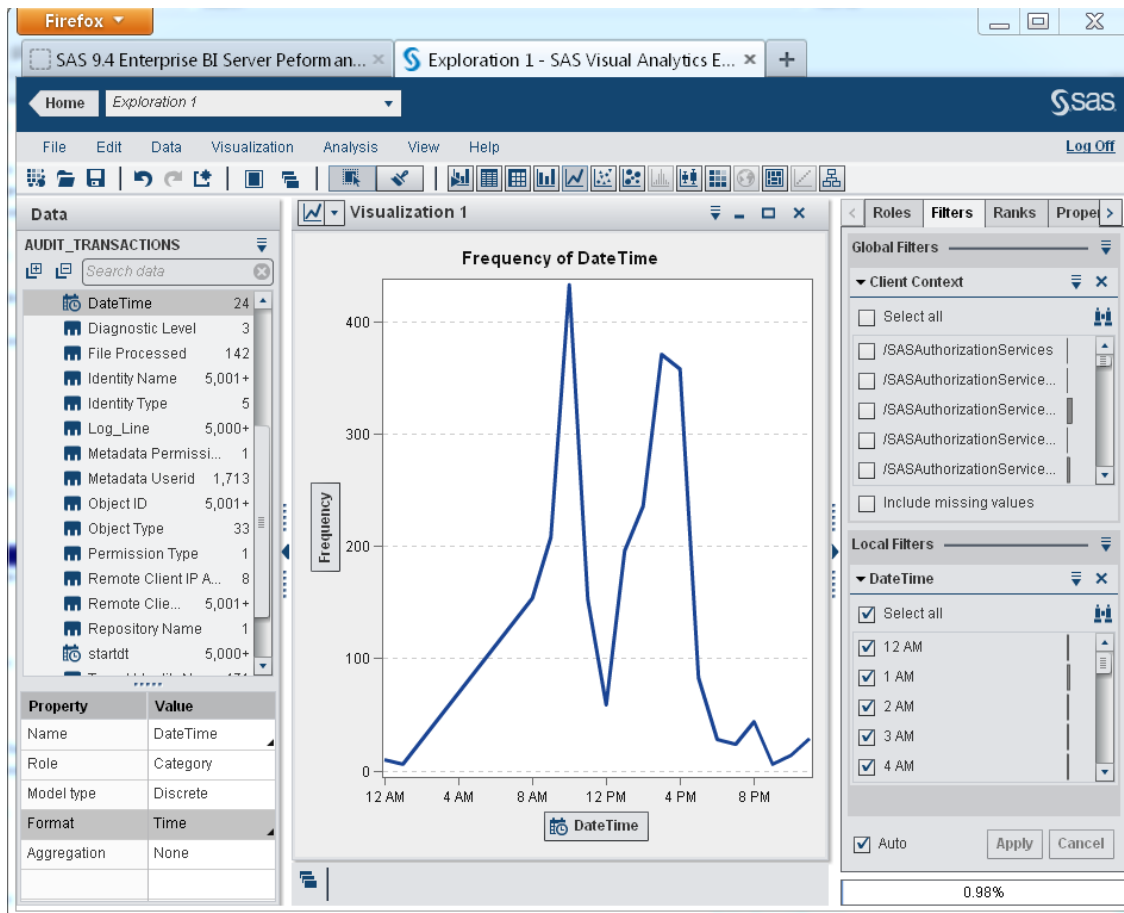 Firefox
SAS 9.4 Enterprise BI Server Peforman...
Exploration 1 - SAS Visual Analytics E...
Home
Exploration 1
sas
File Edit Data Visualization Analysis View Help
Log Off
Data
AUDIT_TRANSACTIONS
Search data
DateTime 24
Diagnostic Level 3
File Processed 142
Identity Name 5,001+
Identity Type 5
Log_Line 5,000+
Metadata Permissi... 1
Metadata Userid 1,713
Object ID 5,001+
Object Type 33
Permission Type 1
Remote Client IP A... 8
Remote Clie... 5,001+
Repository Name 1
startdt 5,000+
Property Value
Name DateTime
Role Category
Model type Discrete
Format Time
Aggregation None
Visualization 1
Frequency of DateTime
Frequency
400
300
200
100
0
12 AM 4 AM 8 AM 12 PM 4 PM 8 PM
DateTime
Roles Filters Ranks Proper
Global Filters
Client Context
Select all
/SASAuthorizationServices
/SASAuthorizationService...
/SASAuthorizationService...
/SASAuthorizationService...
/SASAuthorizationService...
Include missing values
Local Filters
DateTime
Select all
12 AM
1 AM
2 AM
3 AM
4 AM
Auto
Apply
Cancel
0.98%